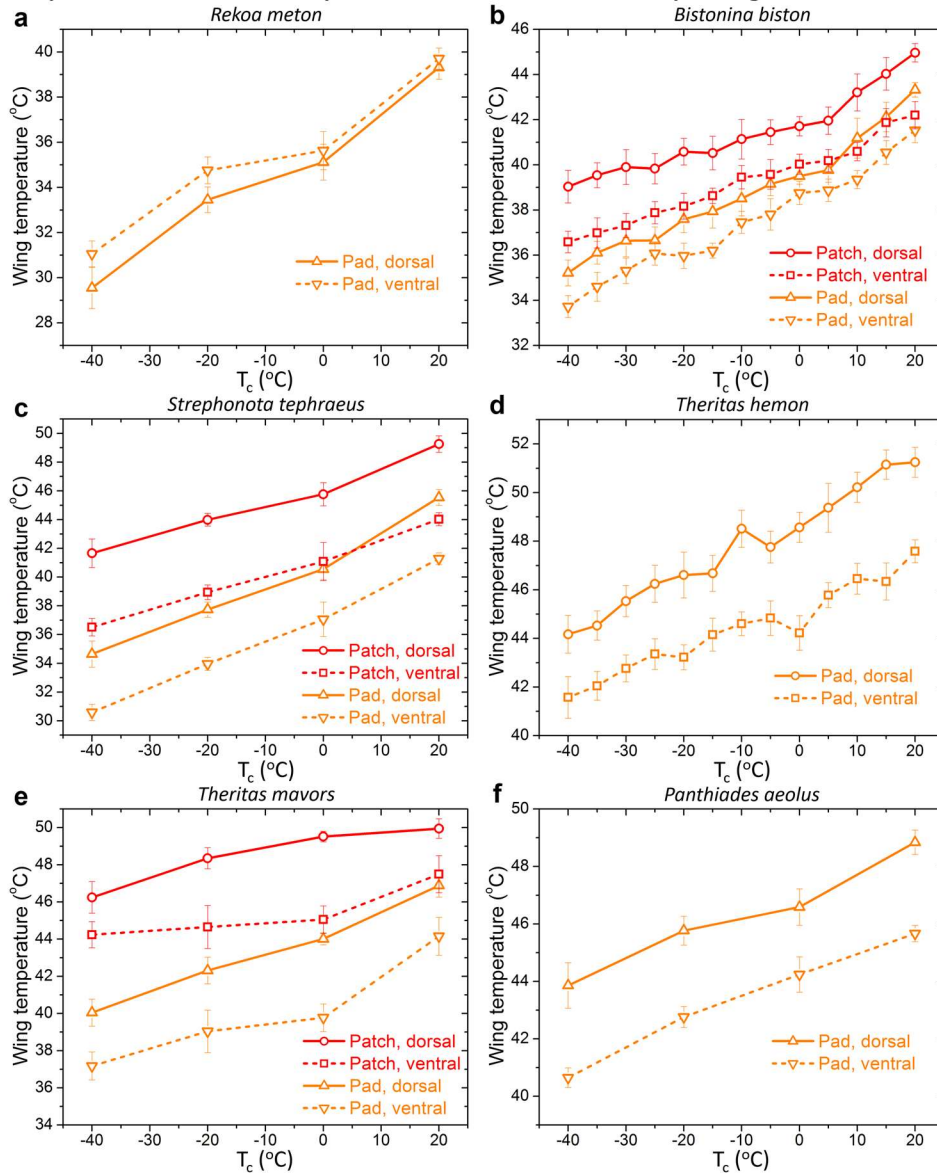 a
Rekoa meton
Wing temperature (°C)
40
38
36
34
32
30
28
Pad, dorsal
Pad, ventral
-40 -30 -20 -10 0 10 20
T_c (°C)
b
Bistonina biston
Wing temperature (°C)
46
44
42
40
38
36
34
32
Patch, dorsal
Patch, ventral
Pad, dorsal
Pad, ventral
-40 -30 -20 -10 0 10 20
T_c (°C)
c
Strephonota tephraeus
Wing temperature (°C)
50
48
46
44
42
40
38
36
34
32
30
Patch, dorsal
Patch, ventral
Pad, dorsal
Pad, ventral
-40 -30 -20 -10 0 10 20
T_c (°C)
d
Theritas hemon
Wing temperature (°C)
52
50
48
46
44
42
40
Pad, dorsal
Pad, ventral
-40 -30 -20 -10 0 10 20
T_c (°C)
e
Theritas mavors
Wing temperature (°C)
50
48
46
44
42
40
38
36
34
Patch, dorsal
Patch, ventral
Pad, dorsal
Pad, ventral
-40 -30 -20 -10 0 10 20
T_c (°C)
f
Panthiades aeolus
Wing temperature (°C)
50
48
46
44
42
40
Pad, dorsal
Pad, ventral
-40 -30 -20 -10 0 10 20
T_c (°C)